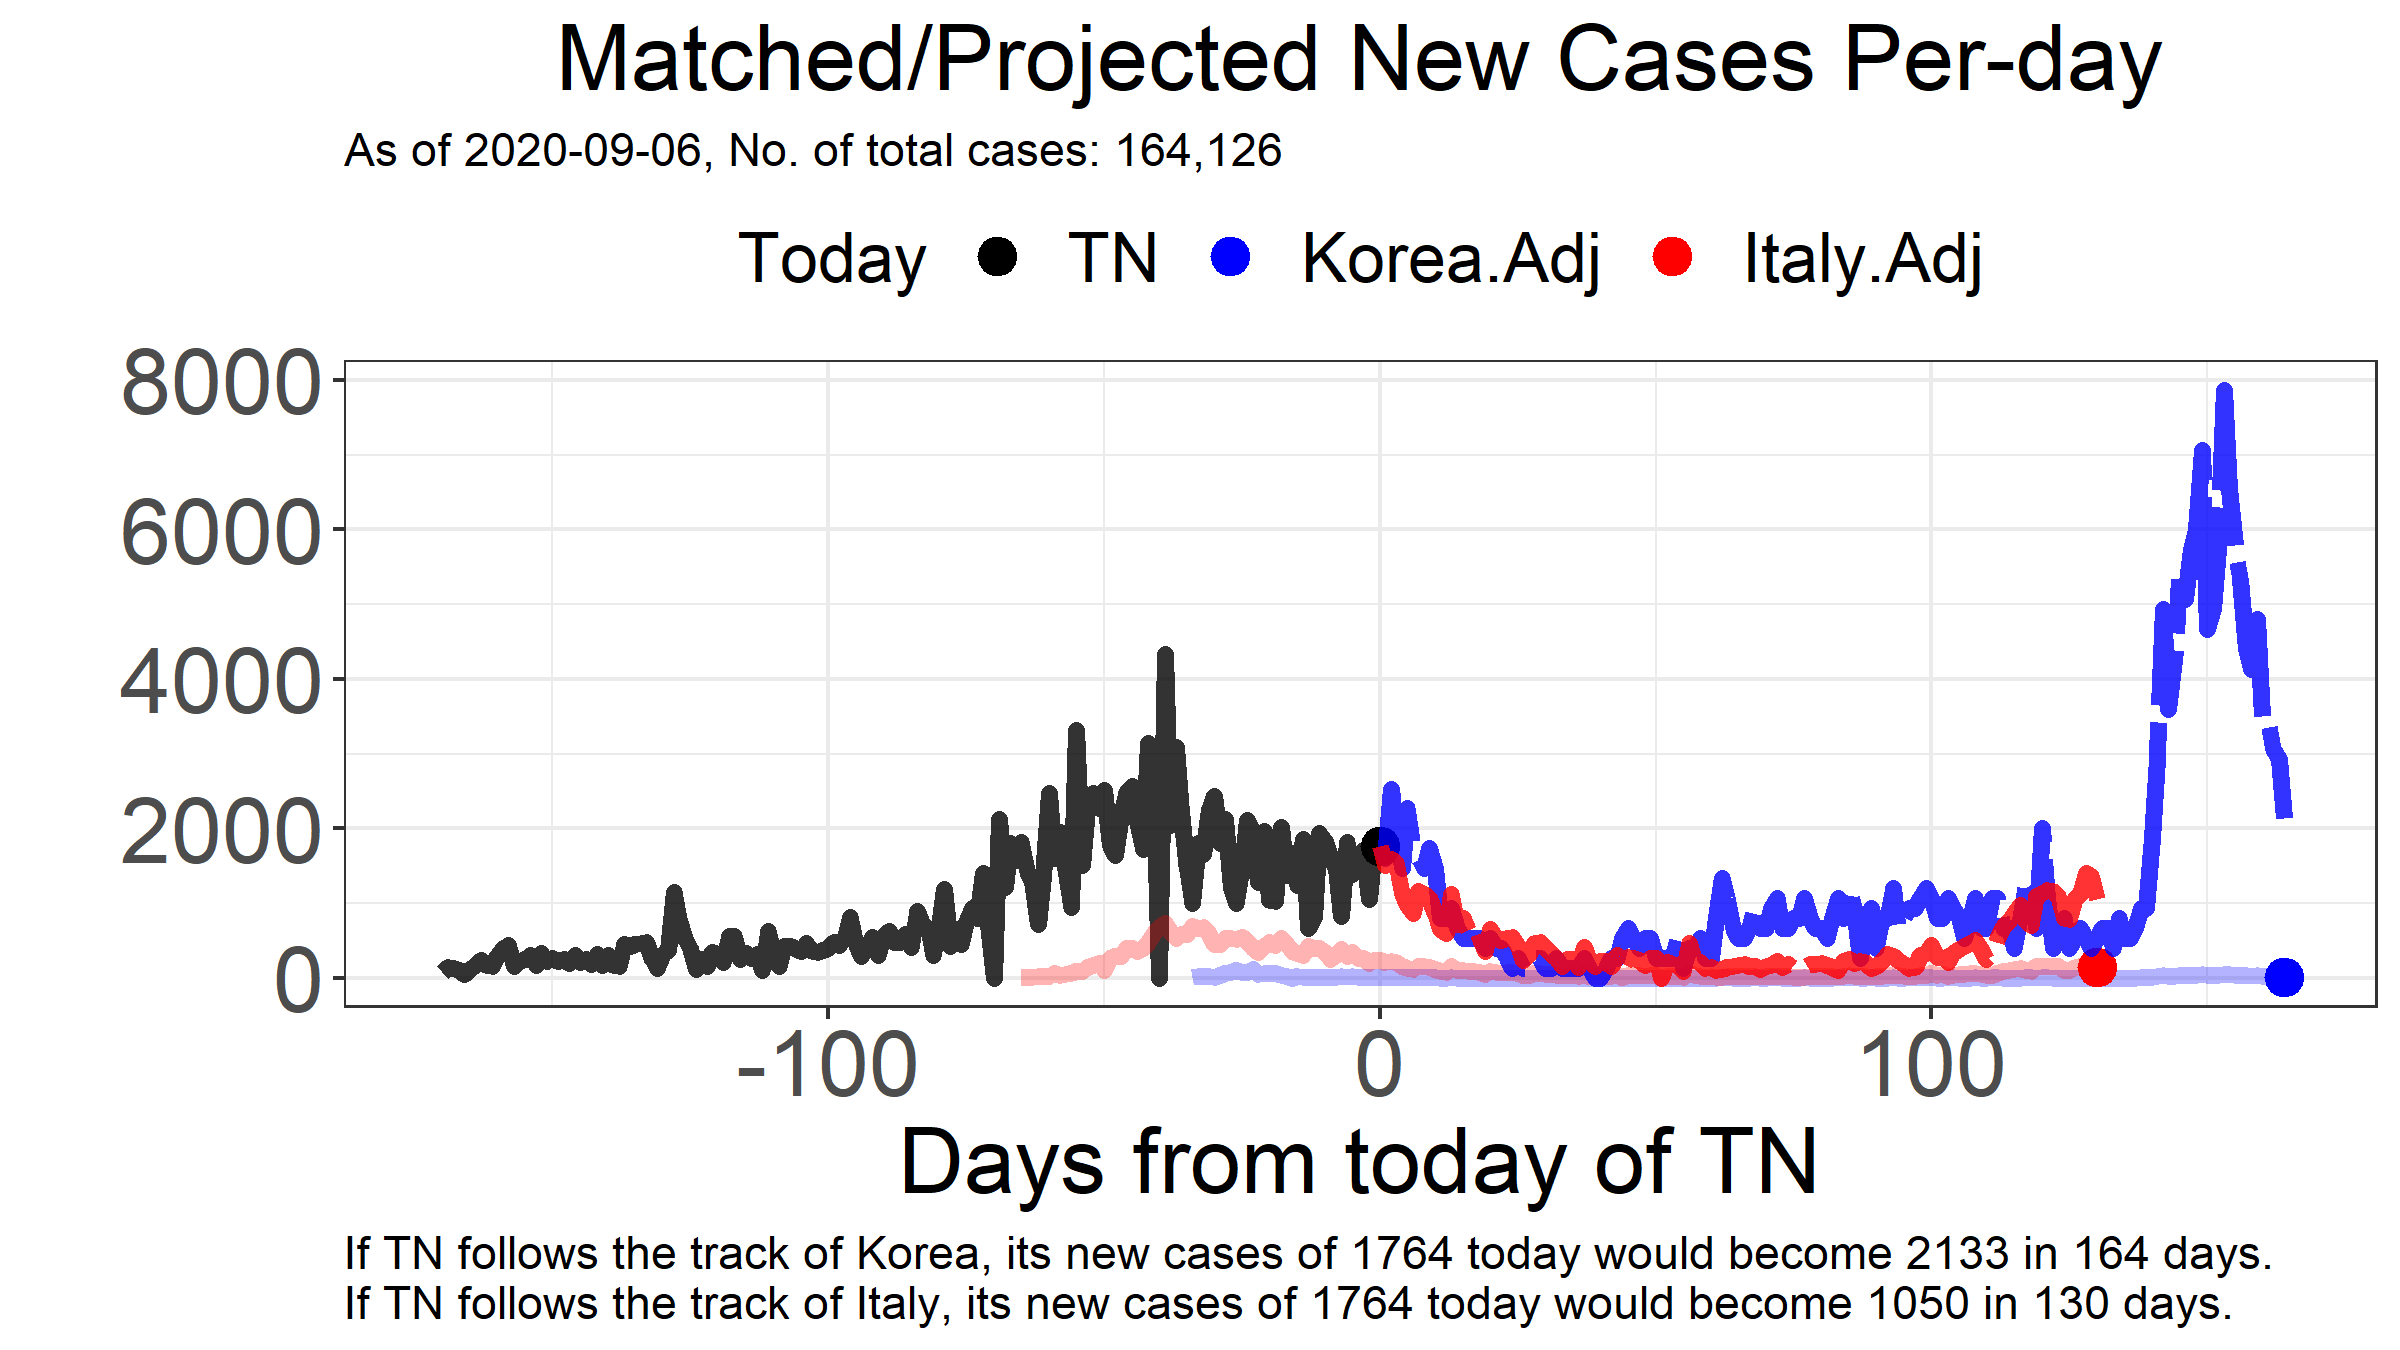 Matched/Projected New Cases Per-day
As of 2020-09-06, No. of total cases: 164,126
Today TN Korea.Adj Italy.Adj
8000
6000
4000
2000
0
-100 0 100
Days from today of TN
If TN follows the track of Korea, its new cases of 1764 today would become 2133 in 164 days.
If TN follows the track of Italy, its new cases of 1764 today would become 1050 in 130 days.